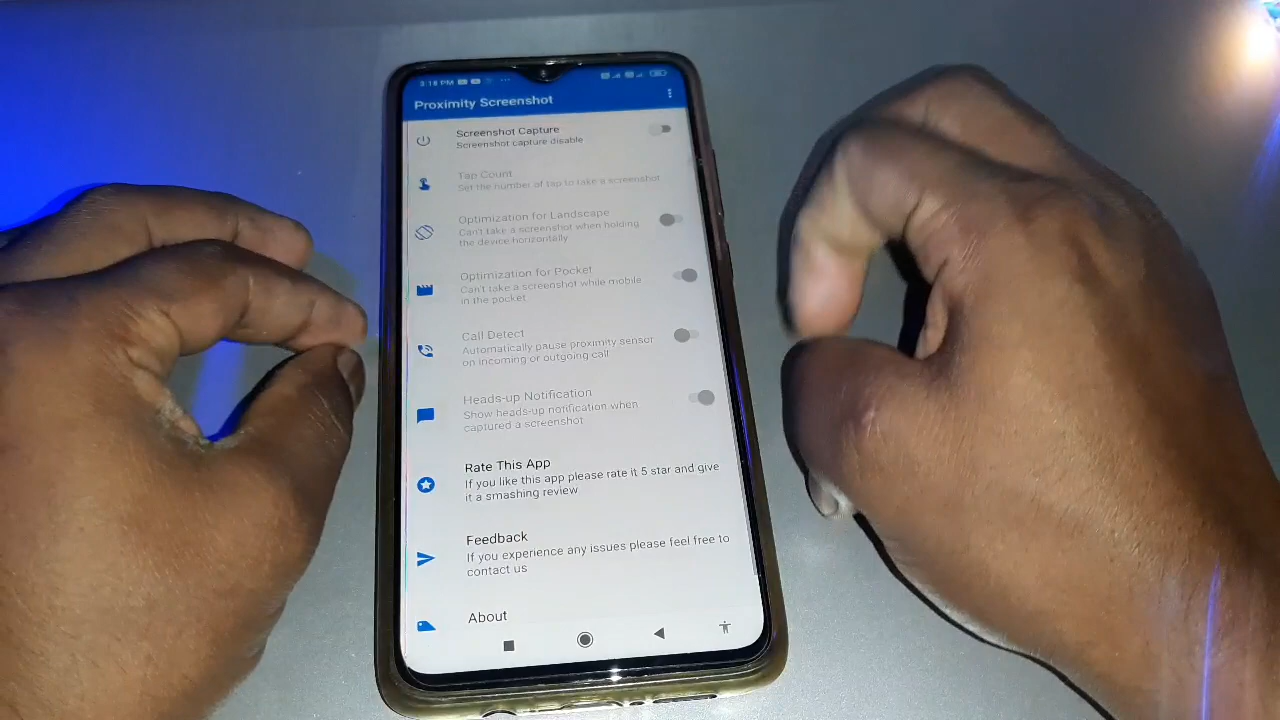 3:16 PM
Proximity Screenshot
Screenshot Capture
Screenshot capture disable
Tap Count
Set the number of tap to take a screenshot
Optimization for Landscape
Can't take a screenshot when holding
the device horizontally
Optimization for Pocket
Can't take a screenshot while mobile
in the pocket
Call Detect
Automatically pause proximity sensor
on incoming or outgoing call
Heads-up Notification
Show heads-up notification when
captured a screenshot
Rate This App
If you like this app please rate it 5 star and give
it a smashing review
Feedback
If you experience any issues please feel free to
contact us
About